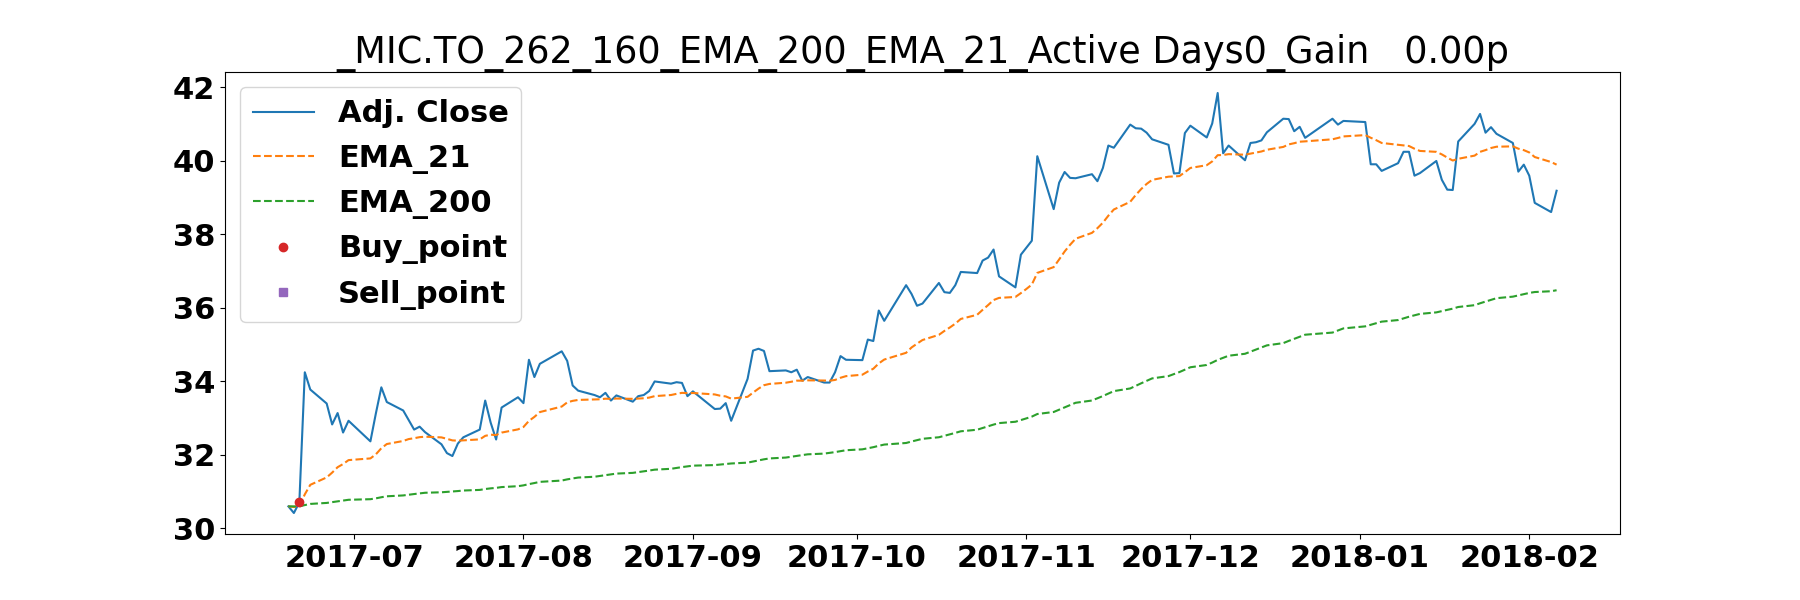 _MIC.TO_262_160_EMA_200_EMA_21_Active Days0_Gain   0.00p
42
40
38
36
34
32
30
Adj. Close
EMA_21
EMA_200
Buy_point
Sell_point
2017-07 2017-08 2017-09 2017-10 2017-11 2017-12 2018-01 2018-02